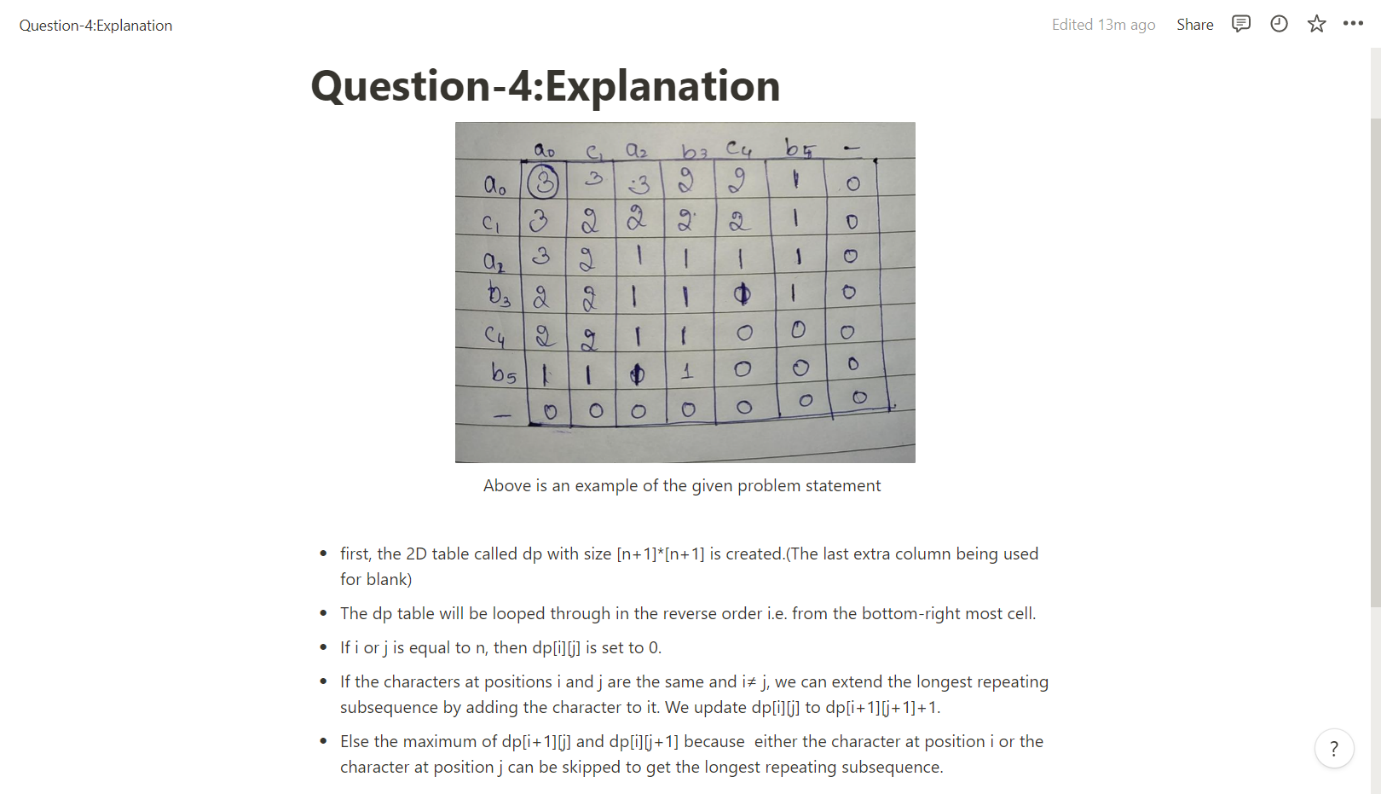 Question-4:Explanation
Edited 13m ago Share
Question-4:Explanation
a0 c1 a2 b3 c4 b5 -
a0 3 3 3 2 2 1 0
c1 3 2 2 2 2 1 0
a2 3 2 1 1 1 1 0
b3 2 2 1 1 1 0
c4 2 2 1 1 0 0 0
b5 1 1 1 0 0 0
- 0 0 0 0 0 0 0
Above is an example of the given problem statement
• first, the 2D table called dp with size [n+1]*[n+1] is created.(The last extra column being used
for blank)
• The dp table will be looped through in the reverse order i.e. from the bottom-right most cell.
• If i or j is equal to n, then dp[i][j] is set to 0.
• If the characters at positions i and j are the same and i≠ j, we can extend the longest repeating
subsequence by adding the character to it. We update dp[i][j] to dp[i+1][j+1]+1.
• Else the maximum of dp[i+1][j] and dp[i][j+1] because either the character at position i or the
character at position j can be skipped to get the longest repeating subsequence.
?